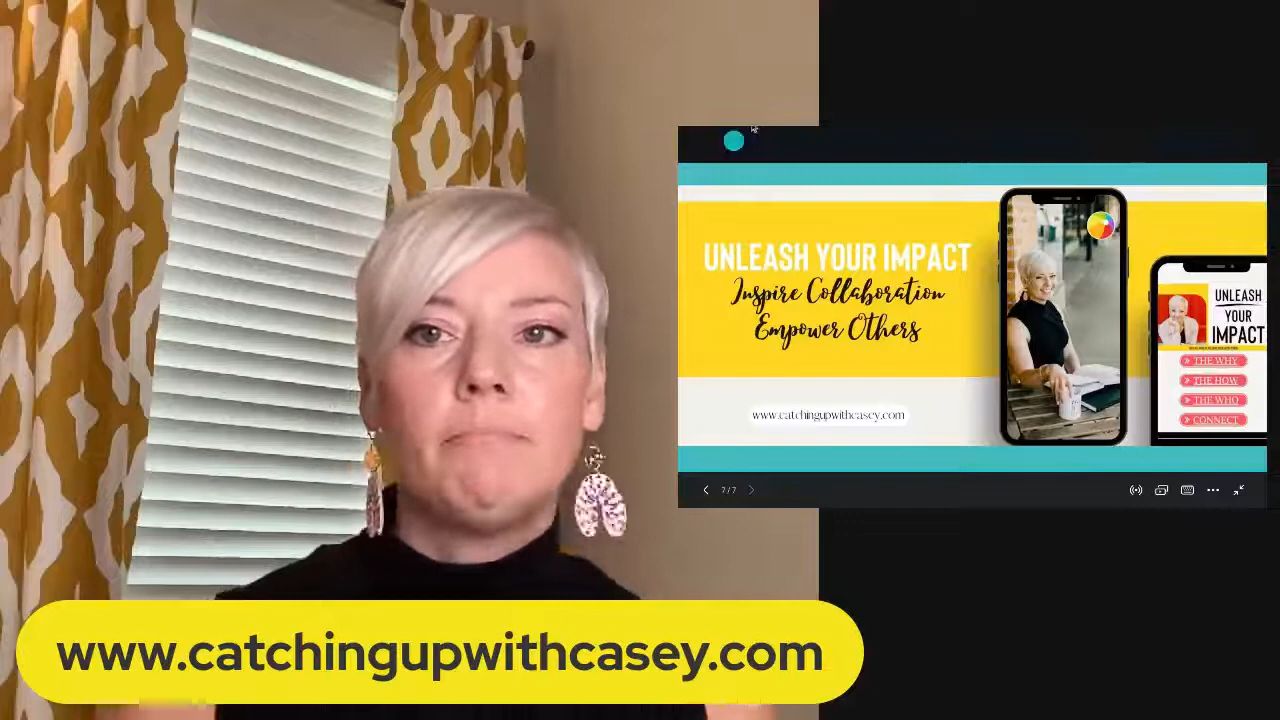 UNLEASH YOUR IMPACT
Inspire Collaboration
Empower Others
www.catchingupwithcasey.com
UNLEASH
YOUR
IMPACT
THE WHY
THE HOW
THE WHO
CONNECT
7/7
www.catchingupwithcasey.com